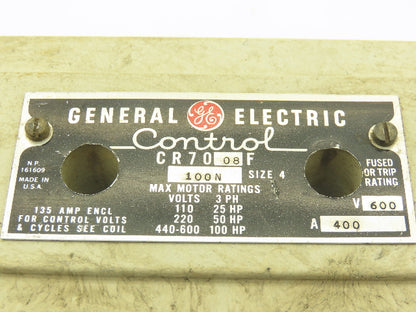 GENERAL GE ELECTRIC
Control
CR70 08 F
100N SIZE 4
N.P.
161609
MADE IN
U.S.A.
MAX MOTOR RATINGS
VOLTS 3 PH
110 25 HP
220 50 HP
440-600 100 HP
135 AMP ENCL
FOR CONTROL VOLTS
& CYCLES SEE COIL
FUSED
OR TRIP
RATING
V 600
A 400